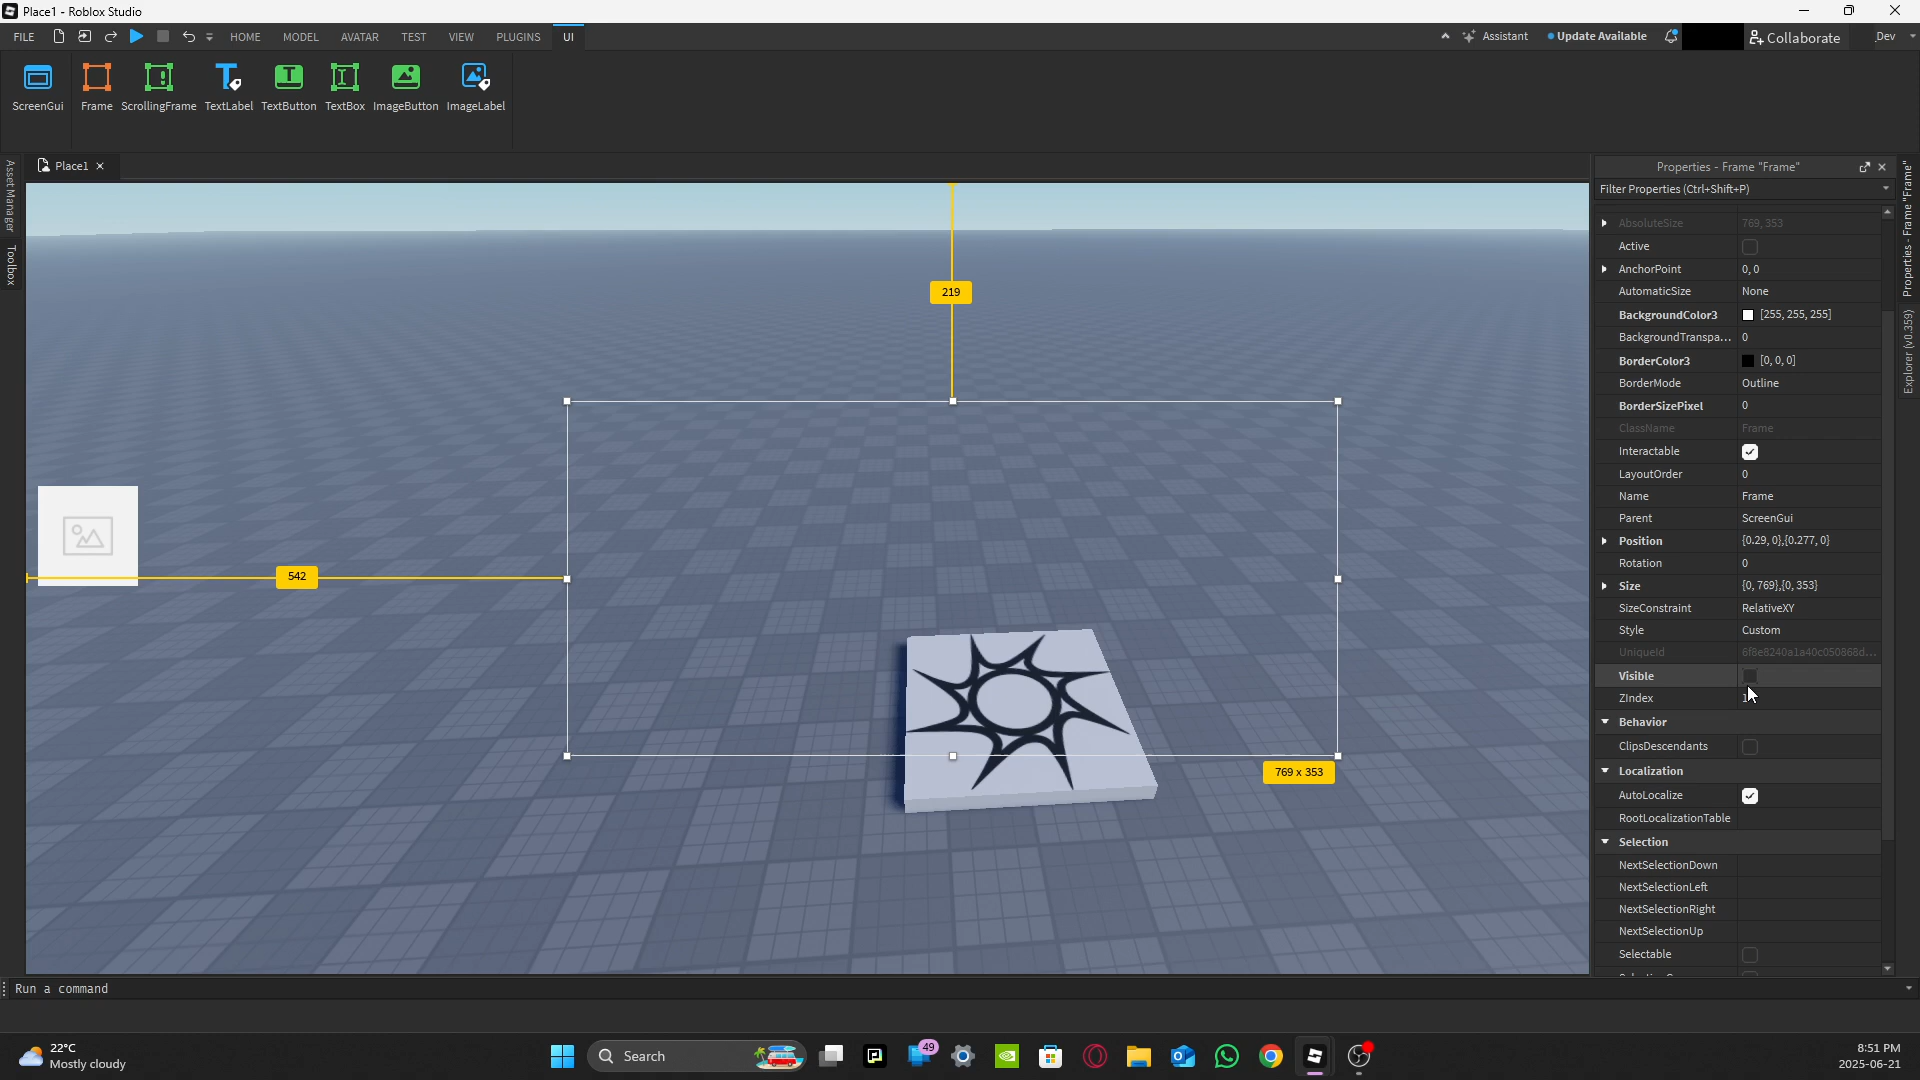 Place1 - Roblox Studio
FILE HOME MODEL AVATAR TEST VIEW PLUGINS UI Assistant Update Available Collaborate Dev
ScreenGui Frame ScrollingFrame TextLabel TextButton TextBox ImageButton ImageLabel
Asset Manager
Toolbox
Place1
219
542
769 x 353
Properties - Frame "Frame"
Filter Properties (Ctrl+Shift+P)
AbsoluteSize 769, 353
Active
AnchorPoint 0, 0
AutomaticSize None
BackgroundColor3 [255, 255, 255]
BackgroundTranspa... 0
BorderColor3 [0, 0, 0]
BorderMode Outline
BorderSizePixel 0
ClassName Frame
Interactable
LayoutOrder 0
Name Frame
Parent ScreenGui
Position {0.29, 0},{0.277, 0}
Rotation 0
Size {0, 769},{0, 353}
SizeConstraint RelativeXY
Style Custom
UniqueId 6f8e8240a1a40c050868d...
Visible
ZIndex 1
Behavior
ClipsDescendants
Localization
AutoLocalize
RootLocalizationTable
Selection
NextSelectionDown
NextSelectionLeft
NextSelectionRight
NextSelectionUp
Selectable
Properties - Frame "Frame"
Explorer (v0.359)
Run a command
22°C
Mostly cloudy
Search
49
8:51 PM
2025-06-21